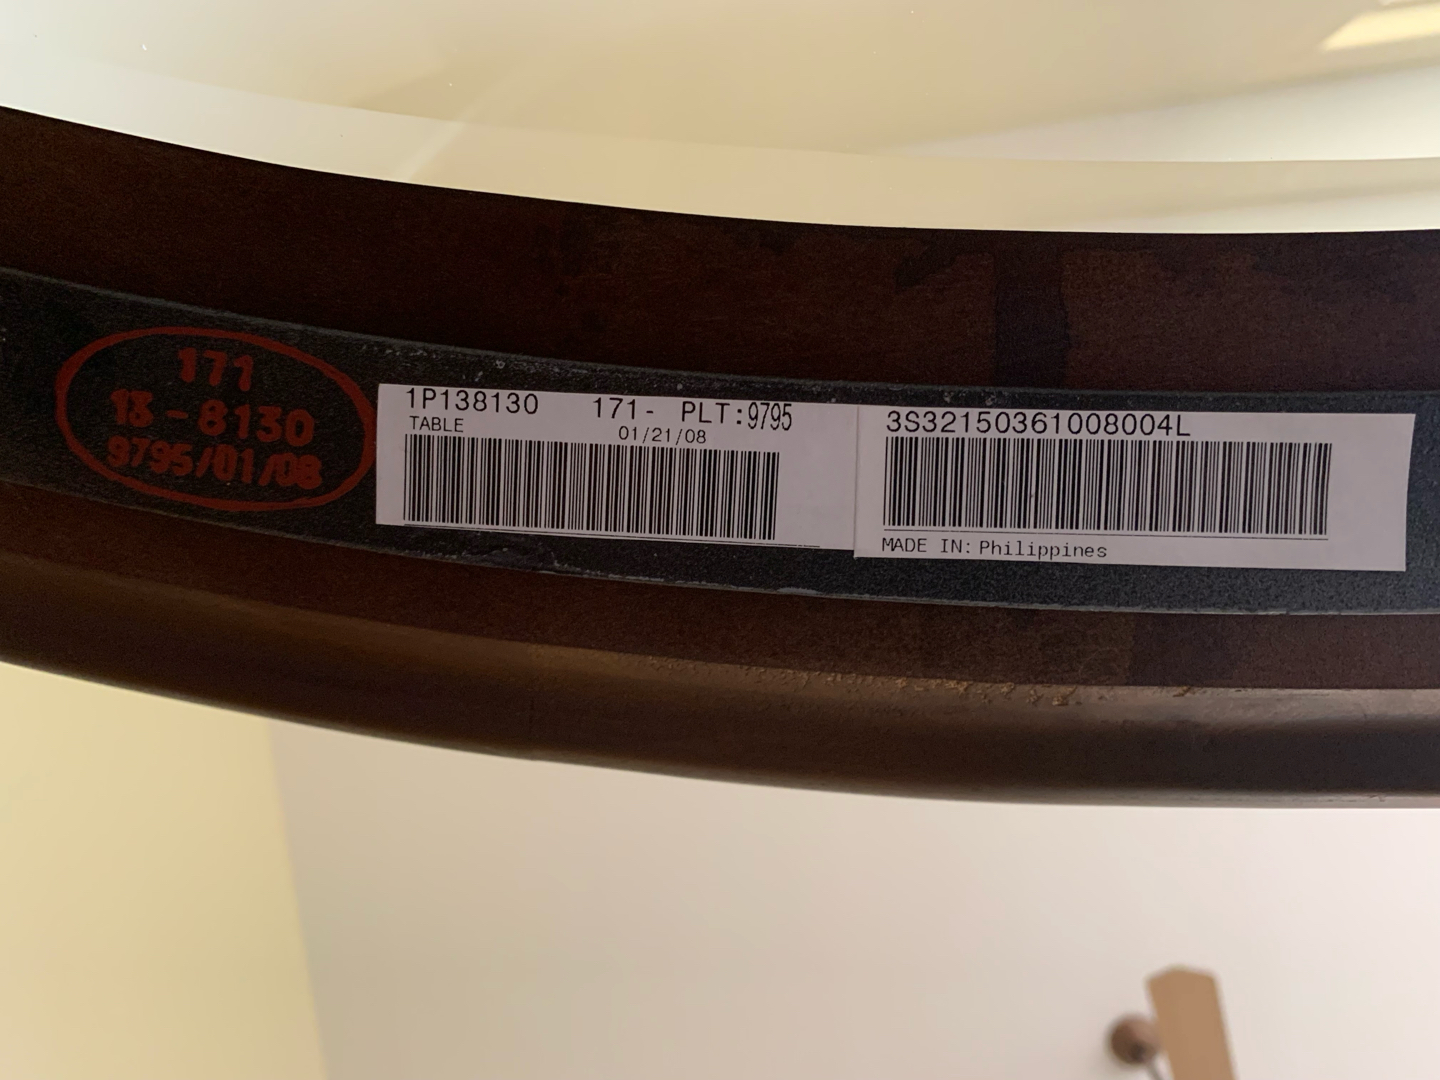 171
13-8130
9795/01/08
1P138130 171- PLT:9795
TABLE 01/21/08
3S32150361008004L
MADE IN: Philippines